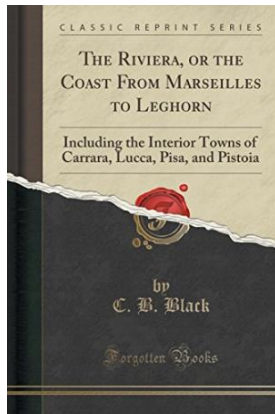 CLASSIC REPRINT SERIES
THE RIVIERA, OR THE
COAST FROM MARSEILLES
TO LEGHORN
Including the Interior Towns of
Carrara, Lucca, Pisa, and Pistoia
by
C. B. Black
Forgotten Books